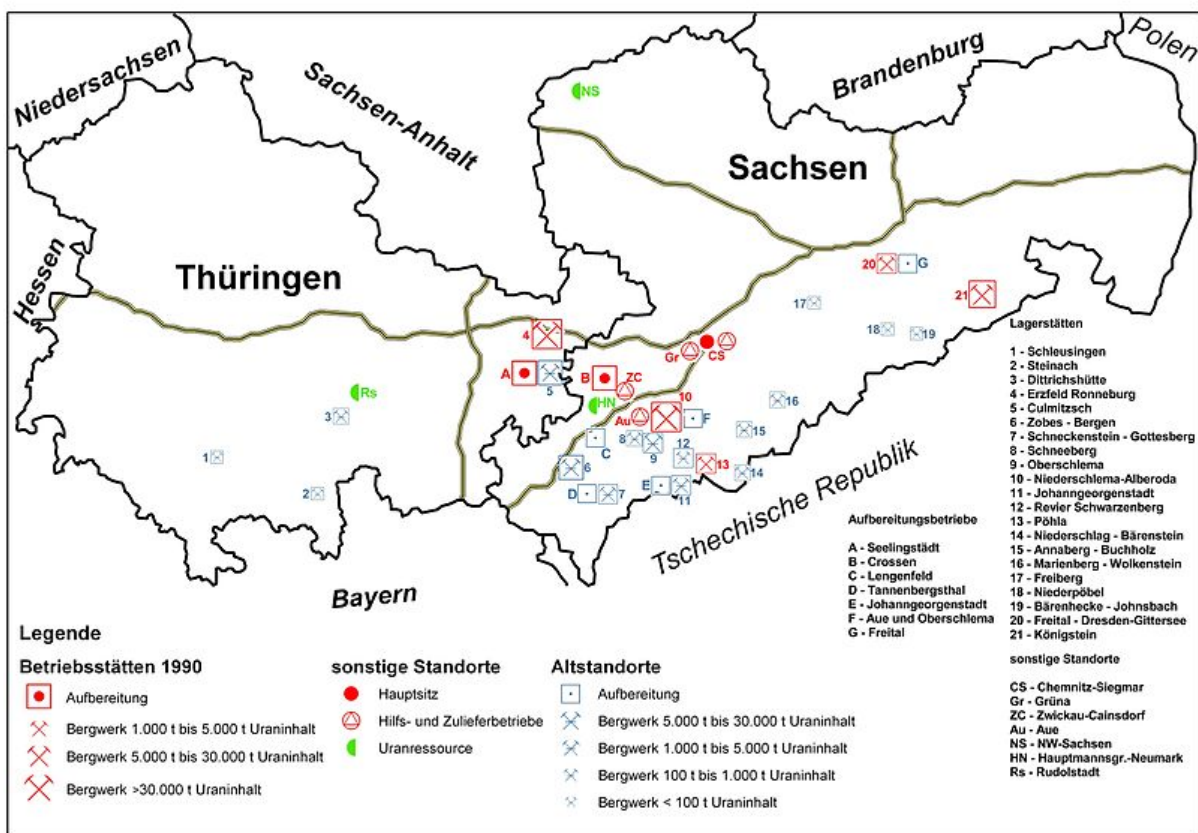 Niedersachsen
Sachsen-Anhalt
Brandenburg
Polen
NS
Sachsen
Hessen
Thüringen
20
G
17
21
18
19
4
Gr
CS
A
5
B
ZC
Rs
HN
3
10
16
Au
F
15
8
C
9
12
1
6
13
14
2
D
7
E
11
Tschechische Republik
Bayern
Lagerstätten
1 - Schleusingen
2 - Steinach
3 - Dittrichshütte
4 - Erzfeld Ronneburg
5 - Culmitzsch
6 - Zobes - Bergen
7 - Schneckenstein - Gottesberg
8 - Schneeberg
9 - Oberschlema
10 - Niederschlema-Alberoda
11 - Johanngeorgenstadt
12 - Revier Schwarzenberg
13 - Pöhla
14 - Niederschlag - Bärenstein
15 - Annaberg - Buchholz
16 - Marienberg - Wolkenstein
17 - Freiberg
18 - Niederpöbel
19 - Bärenhecke - Johnsbach
20 - Freital - Dresden-Gittersee
21 - Königstein
sonstige Standorte
CS - Chemnitz-Siegmar
Gr - Grüna
ZC - Zwickau-Cainsdorf
Au - Aue
NS - NW-Sachsen
HN - Hauptmannsgr.-Neumark
Rs - Rudolstadt
Aufbereitungsbetriebe
A - Seelingstädt
B - Crossen
C - Lengenfeld
D - Tannenbergsthal
E - Johanngeorgenstadt
F - Aue und Oberschlema
G - Freital
Legende
Betriebsstätten 1990
Aufbereitung
Bergwerk 1.000 t bis 5.000 t Uraninhalt
Bergwerk 5.000 t bis 30.000 t Uraninhalt
Bergwerk >30.000 t Uraninhalt
sonstige Standorte
Hauptsitz
Hilfs- und Zulieferbetriebe
Uranressource
Altstandorte
Aufbereitung
Bergwerk 5.000 t bis 30.000 t Uraninhalt
Bergwerk 1.000 t bis 5.000 t Uraninhalt
Bergwerk 100 t bis 1.000 t Uraninhalt
Bergwerk < 100 t Uraninhalt